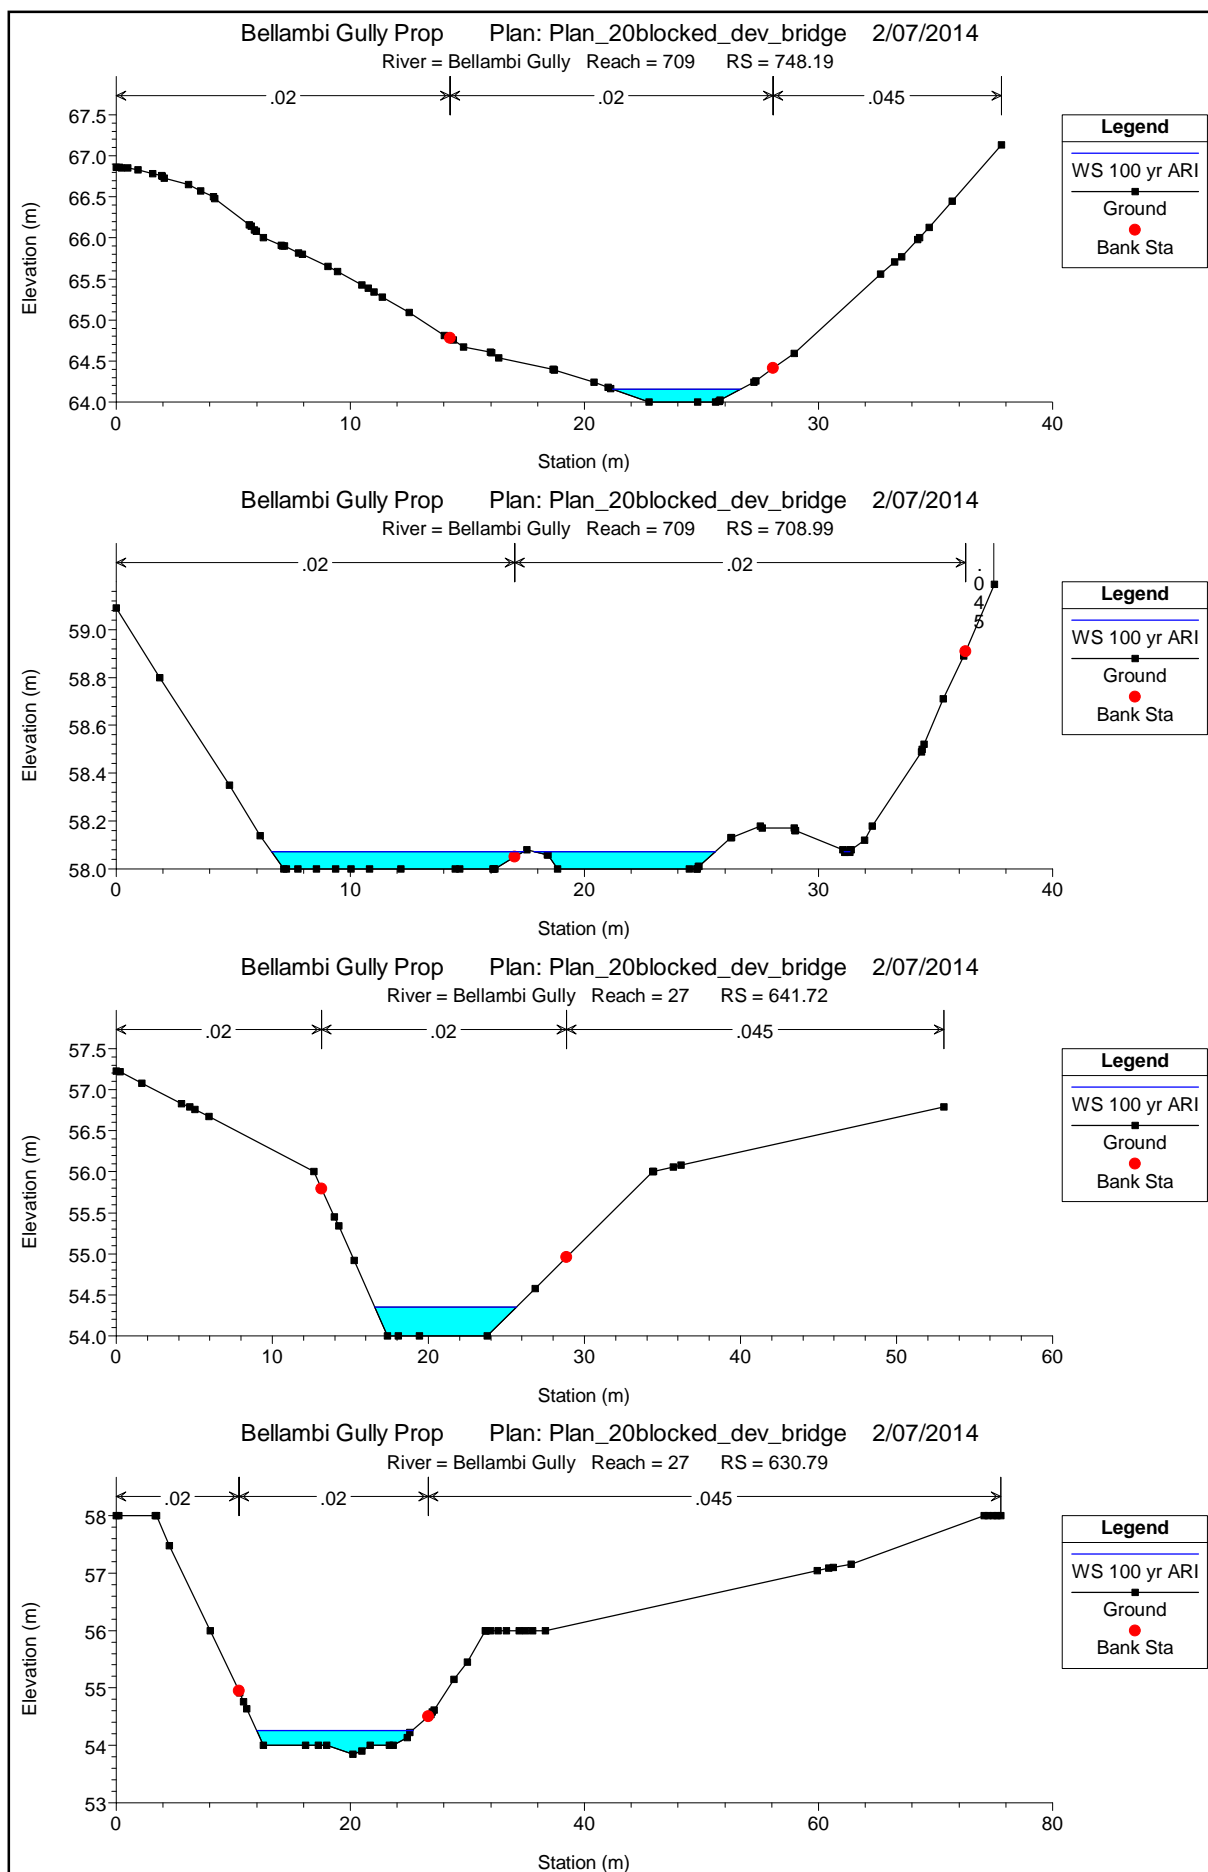 Bellambi Gully Prop Plan: Plan_20blocked_dev_bridge 2/07/2014
River = Bellambi Gully Reach = 709 RS = 748.19
.02 .02 .045
67.5
67.0
66.5
66.0
65.5
65.0
64.5
64.0
Elevation (m)
0 10 20 30 40
Station (m)
Legend
WS 100 yr ARI
Ground
Bank Sta
Bellambi Gully Prop Plan: Plan_20blocked_dev_bridge 2/07/2014
River = Bellambi Gully Reach = 709 RS = 708.99
.02 .02 .045
59.0
58.8
58.6
58.4
58.2
58.0
Elevation (m)
0 10 20 30 40
Station (m)
Legend
WS 100 yr ARI
Ground
Bank Sta
Bellambi Gully Prop Plan: Plan_20blocked_dev_bridge 2/07/2014
River = Bellambi Gully Reach = 27 RS = 641.72
.02 .02 .045
57.5
57.0
56.5
56.0
55.5
55.0
54.5
54.0
Elevation (m)
0 10 20 30 40 50 60
Station (m)
Legend
WS 100 yr ARI
Ground
Bank Sta
Bellambi Gully Prop Plan: Plan_20blocked_dev_bridge 2/07/2014
River = Bellambi Gully Reach = 27 RS = 630.79
.02 .02 .045
58
57
56
55
54
53
Elevation (m)
0 20 40 60 80
Station (m)
Legend
WS 100 yr ARI
Ground
Bank Sta